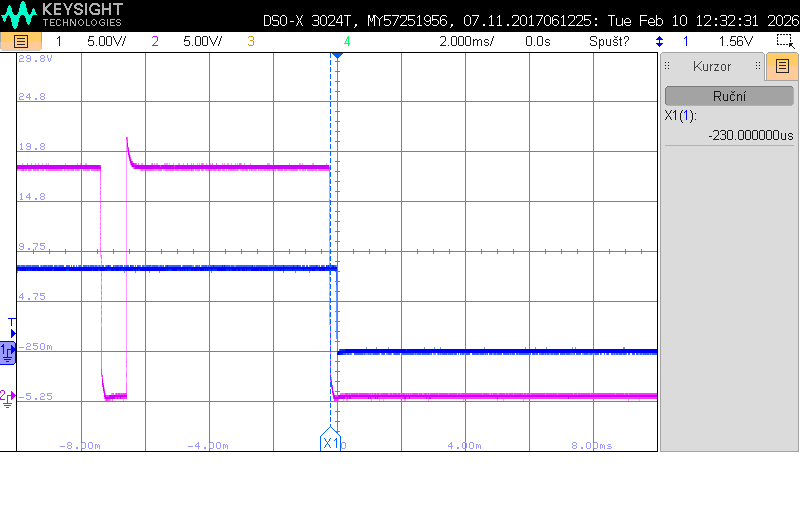 KEYSIGHT
TECHNOLOGIES
DSO-X 3024T, MY57251956, 07.11.2017061225: Tue Feb 10 12:32:31 2026
1 5.00V/ 2 5.00V/ 3 4 2.000ms/ 0.0s Spušt? 1 1.56V
29.8V
24.8
19.8
14.8
9.75
4.75
-250m
-5.25
T
1
2
-8.00m -4.00m 0 4.00m 8.00ms
X1
Kurzor
Ruční
X1(1):
-230.000000us